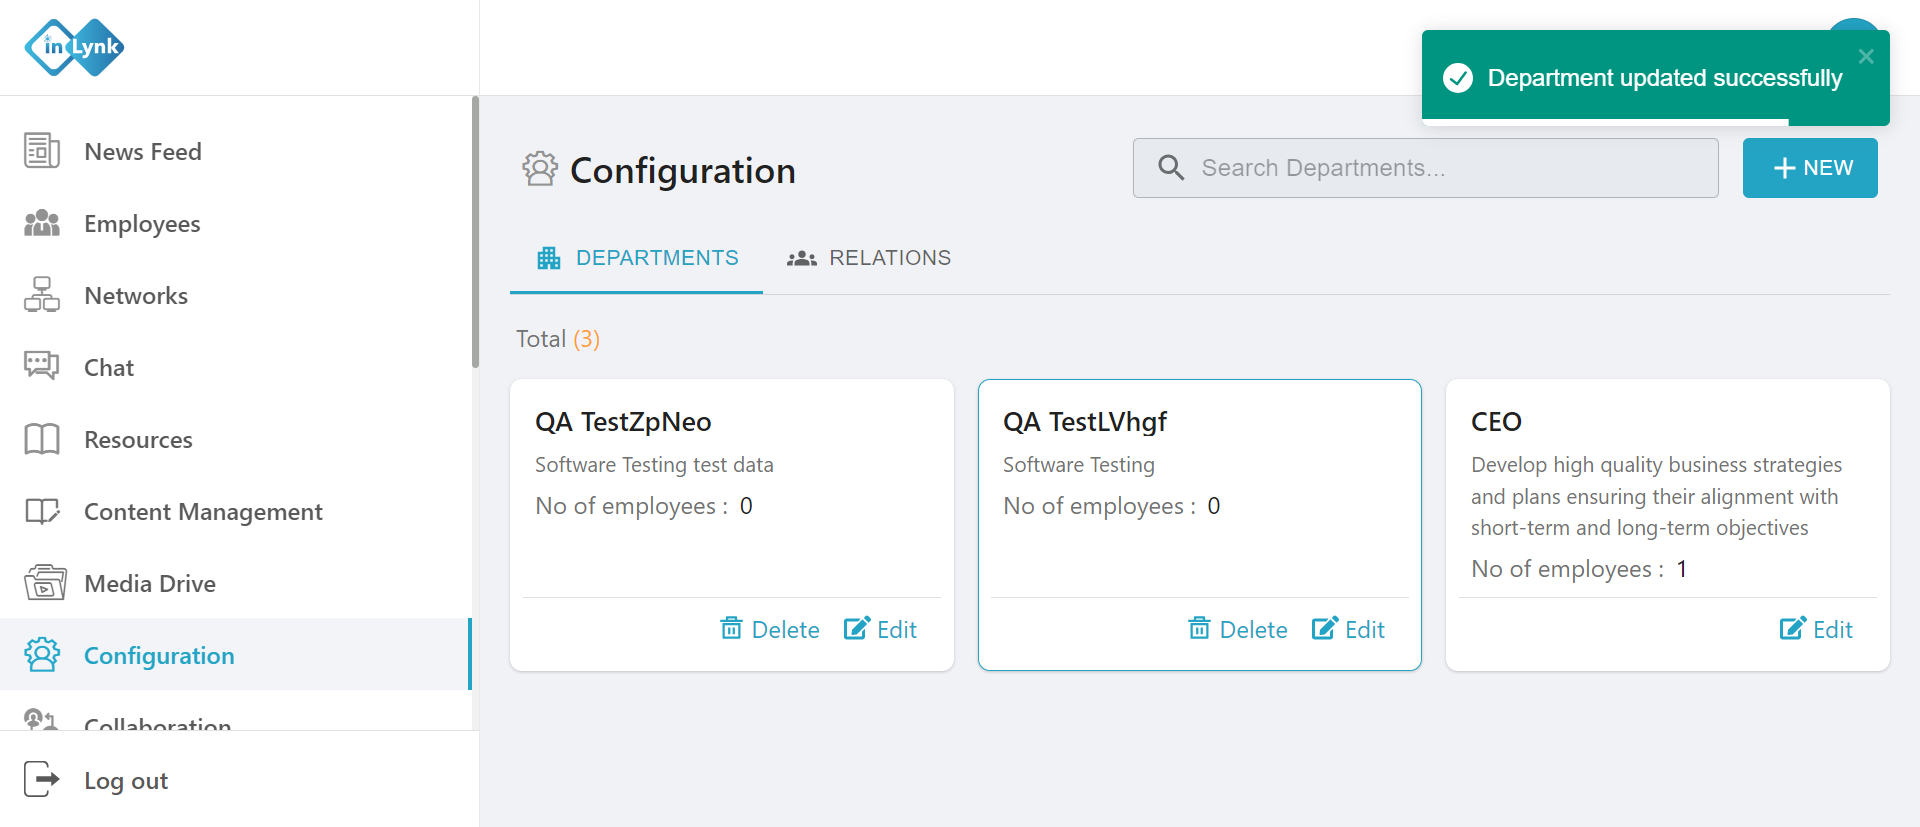 in Lynk
Department updated successfully
News Feed
Employees
Networks
Chat
Resources
Content Management
Media Drive
Configuration
Collaboration
Log out
Configuration
Search Departments...
NEW
DEPARTMENTS
RELATIONS
Total (3)
QA TestZpNeo
Software Testing test data
No of employees : 0
Delete
Edit
QA TestLVhgf
Software Testing
No of employees : 0
Delete
Edit
CEO
Develop high quality business strategies
and plans ensuring their alignment with
short-term and long-term objectives
No of employees : 1
Edit